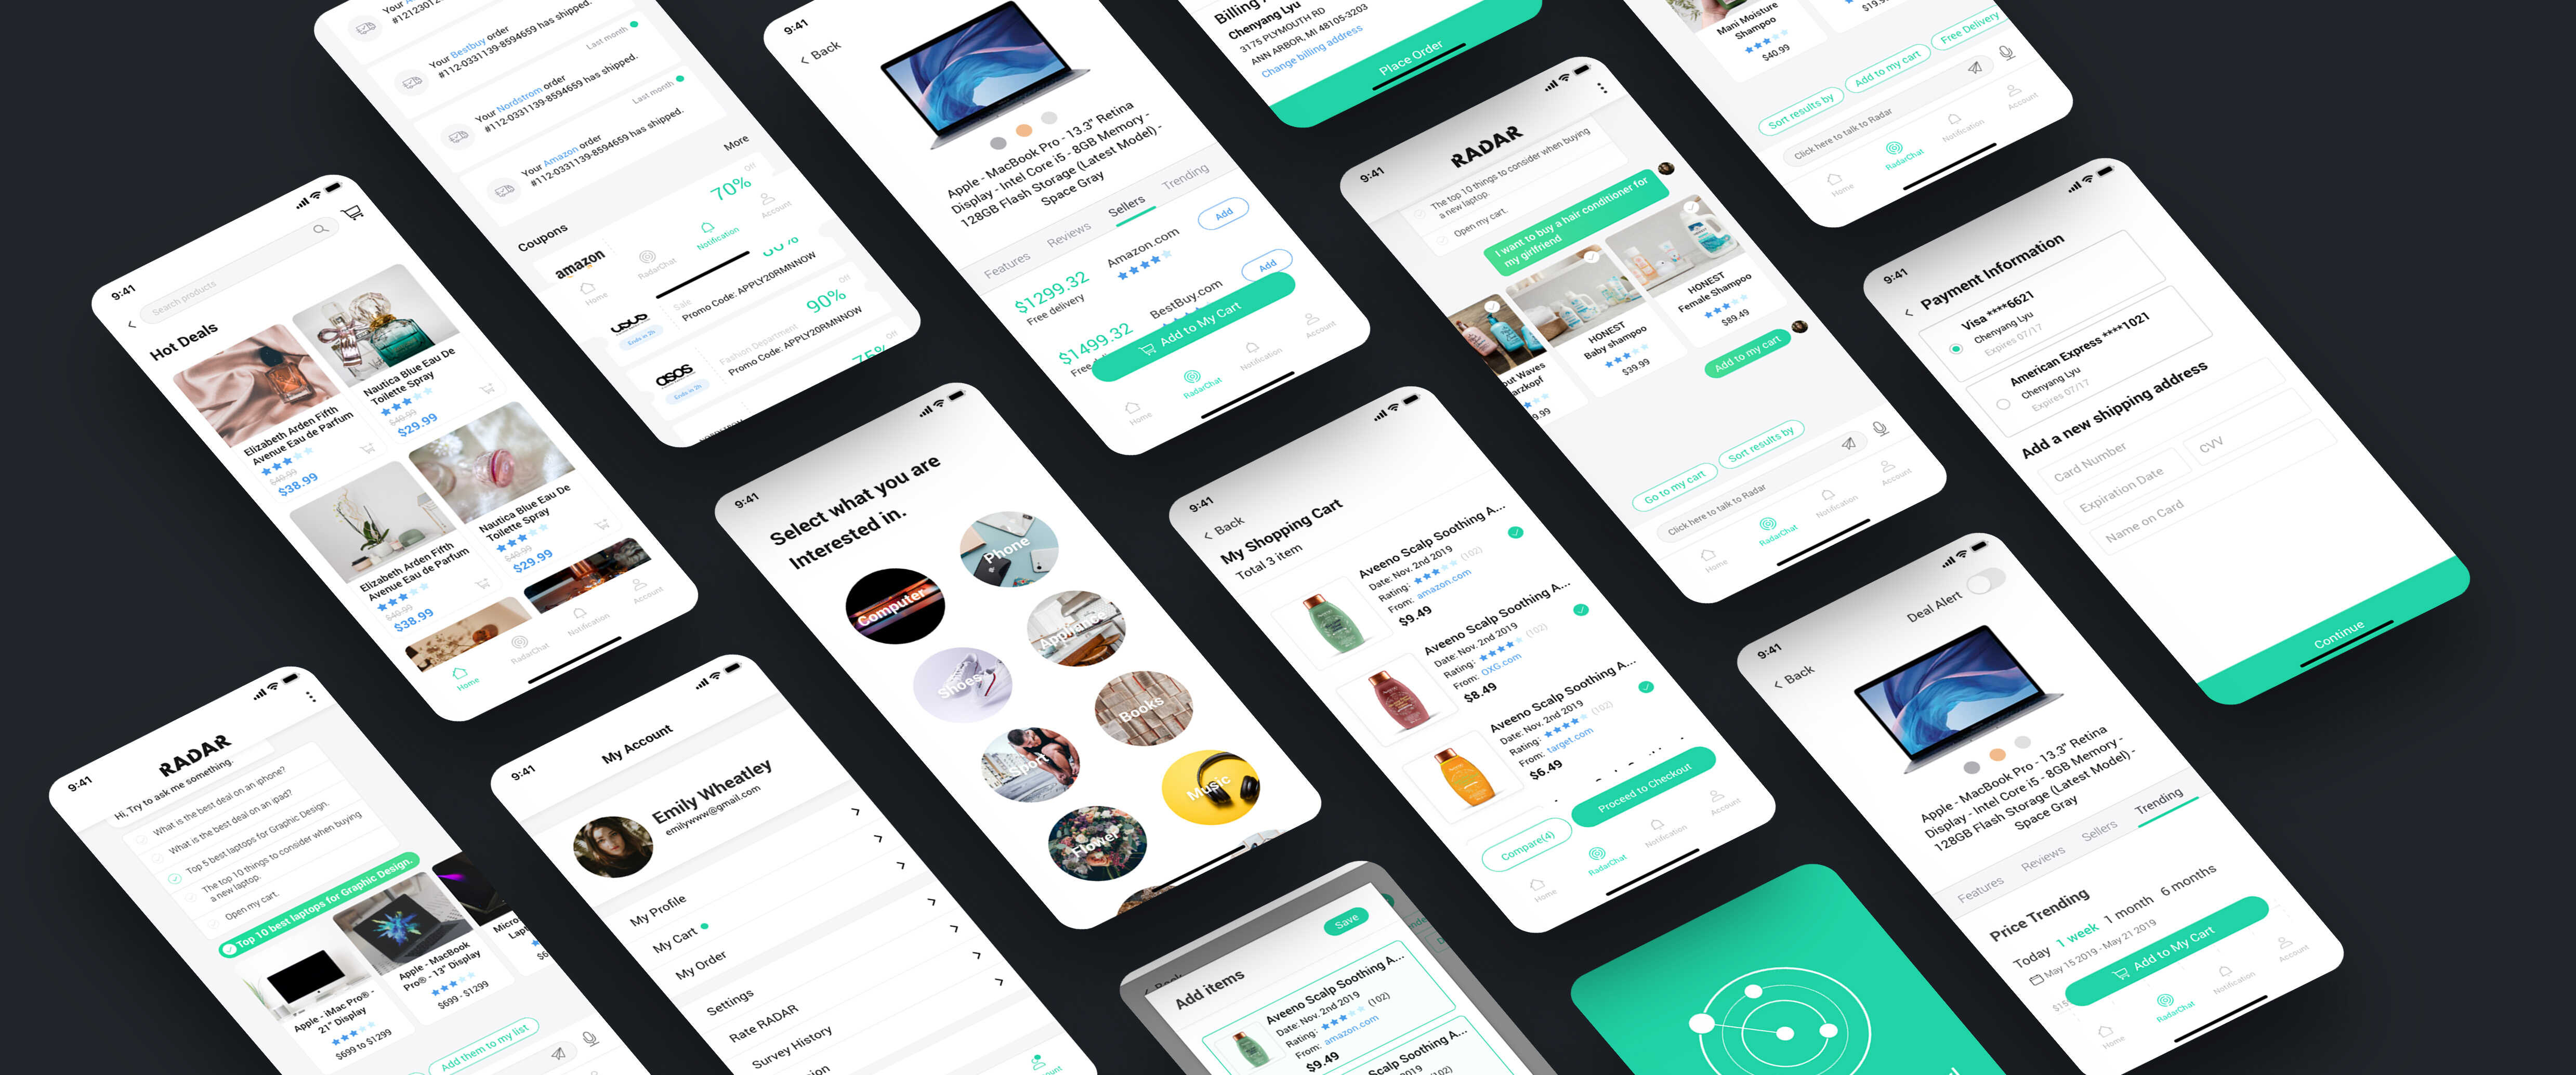 9:41
Search products
Hot Deals
Elizabeth Arden Fifth
Avenue Eau de Parfum
$49.99
$38.99
Nautica Blue Eau De
Toilette Spray
$49.99
$29.99
Elizabeth Arden Fifth
Avenue Eau de Parfum
$49.99
$38.99
Nautica Blue Eau De
Toilette Spray
$49.99
$29.99
Home
RadarChat
Notification
Account
9:41
RADAR
Hi, Try to ask me something.
What is the best deal on an iphone?
What is the best deal on an ipad?
Top 5 best laptops for Graphic Design.
The top 10 things to consider when buying
a new laptop.
Open my cart.
Top 10 best laptops for Graphic Design.
Apple - iMac Pro® -
21" Display
$699 to $1299
Apple - MacBook
Pro® - 13" Display
$699 - $1299
Add them to my list
Your Bestbuy order
#112-0331139-8594659 has shipped.
Last month
Your Nordstrom order
#112-0331139-8594659 has shipped.
Last month
Your Amazon order
#112-0331139-8594659 has shipped.
More
Coupons
amazon
70%
Off
Home
RadarChat
Notification
Account
Sale
Promo Code: APPLY20RMNNOW
Ends in 2h
asos
Ends in 2h
Fashion Department
Promo Code: APPLY20RMNNOW
90%
Off
75%
Off
9:41
My Account
Emily Wheatley
emilywww@gmail.com
My Profile
My Cart
My Order
Settings
Rate RADAR
Survey History
9:41
Select what you are
Interested in.
Computer
Phone
Shoes
Appliance
Sport
Books
Flower
Music
9:41
Back
Apple - MacBook Pro - 13.3" Retina
Display - Intel Core i5 - 8GB Memory -
128GB Flash Storage (Latest Model) -
Space Gray
Features
Reviews
Sellers
Trending
$1299.32
Free delivery
Amazon.com
Add
$1499.32
BestBuy.com
Add
Add to My Cart
Home
RadarChat
Notification
Account
9:41
Back
My Shopping Cart
Total 3 item
Aveeno Scalp Soothing A...
Date: Nov. 2nd 2019
Rating:
(102)
From: amazon.com
$9.49
Aveeno Scalp Soothing A...
Date: Nov. 2nd 2019
Rating:
(102)
From: OXG.com
$8.49
Aveeno Scalp Soothing A...
Date: Nov. 2nd 2019
Rating:
(102)
From: target.com
$6.49
Compare(4)
Proceed to Checkout
Home
RadarChat
Notification
Account
Add items
Save
Aveeno Scalp Soothing A...
Date: Nov. 2nd 2019
Rating:
(102)
From: amazon.com
$9.49
Scalp Soothing A...
Billing
Chenyang Lyu
3175 PLYMOUTH RD
ANN ARBOR, MI 48105-3203
Change billing address
Place Order
9:41
RADAR
The top 10 things to consider when buying
a new laptop.
Open my cart.
I want to buy a hair conditioner for
my girlfriend
HONEST
Baby shampoo
$39.99
HONEST
Female Shampoo
$89.49
Add to my cart
Go to my cart
Sort results by
Click here to talk to Radar
Home
RadarChat
Notification
Account
Mani Moisture
Shampoo
$40.99
Sort results by
Add to my cart
Free Delivery
Click here to talk to Radar
Home
RadarChat
Notification
Account
9:41
Payment Information
Visa ****6621
Chenyang Lyu
Expires 07/17
American Express ****1021
Chenyang Lyu
Expires 07/17
Add a new shipping address
Card Number
Expiration Date
CVV
Name on Card
Continue
9:41
Deal Alert
Back
Apple - MacBook Pro - 13.3" Retina
Display - Intel Core i5 - 8GB Memory -
128GB Flash Storage (Latest Model) -
Space Gray
Features
Reviews
Sellers
Trending
Price Trending
Today
1 week
1 month
6 months
May 15 2019 - May 21 2019
Add to My Cart
Home
RadarChat
Notification
Account